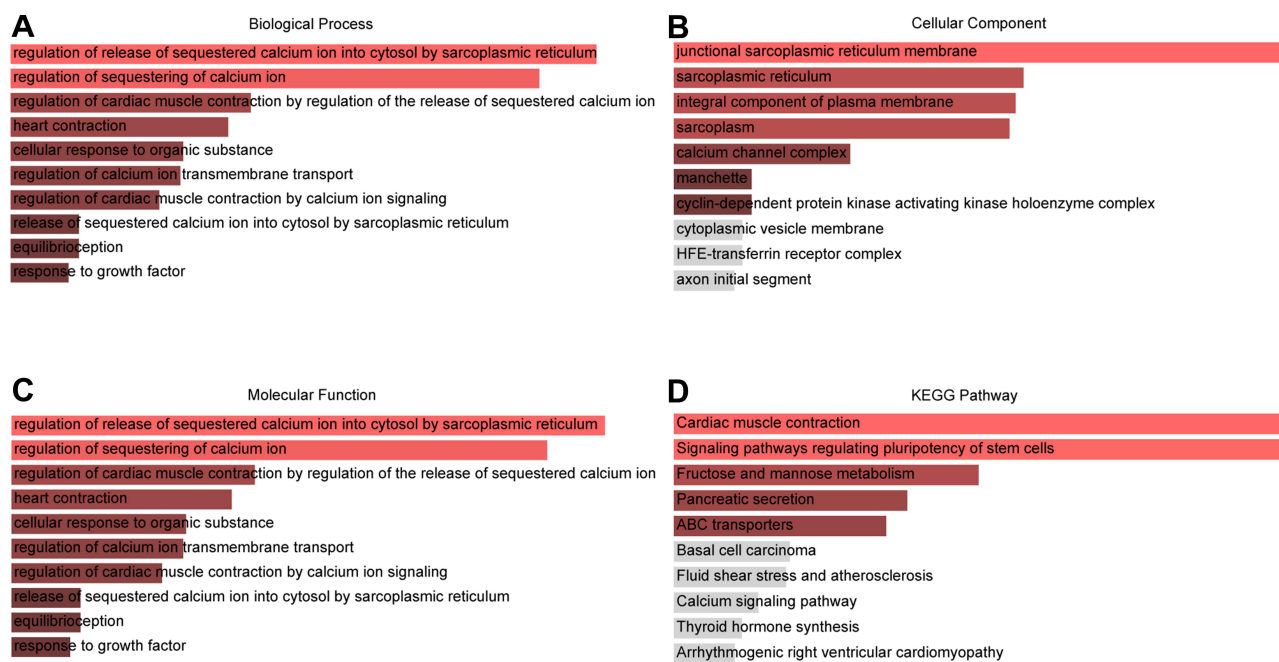 A
Biological Process
regulation of release of sequestered calcium ion into cytosol by sarcoplasmic reticulum
regulation of sequestering of calcium ion
regulation of cardiac muscle contraction by regulation of the release of sequestered calcium ion
heart contraction
cellular response to organic substance
regulation of calcium ion transmembrane transport
regulation of cardiac muscle contraction by calcium ion signaling
release of sequestered calcium ion into cytosol by sarcoplasmic reticulum
equilibrioception
response to growth factor
B
Cellular Component
junctional sarcoplasmic reticulum membrane
sarcoplasmic reticulum
integral component of plasma membrane
sarcoplasm
calcium channel complex
manchette
cyclin-dependent protein kinase activating kinase holoenzyme complex
cytoplasmic vesicle membrane
HFE-transferrin receptor complex
axon initial segment
C
Molecular Function
regulation of release of sequestered calcium ion into cytosol by sarcoplasmic reticulum
regulation of sequestering of calcium ion
regulation of cardiac muscle contraction by regulation of the release of sequestered calcium ion
heart contraction
cellular response to organic substance
regulation of calcium ion transmembrane transport
regulation of cardiac muscle contraction by calcium ion signaling
release of sequestered calcium ion into cytosol by sarcoplasmic reticulum
equilibrioception
response to growth factor
D
KEGG Pathway
Cardiac muscle contraction
Signaling pathways regulating pluripotency of stem cells
Fructose and mannose metabolism
Pancreatic secretion
ABC transporters
Basal cell carcinoma
Fluid shear stress and atherosclerosis
Calcium signaling pathway
Thyroid hormone synthesis
Arrhythmogenic right ventricular cardiomyopathy